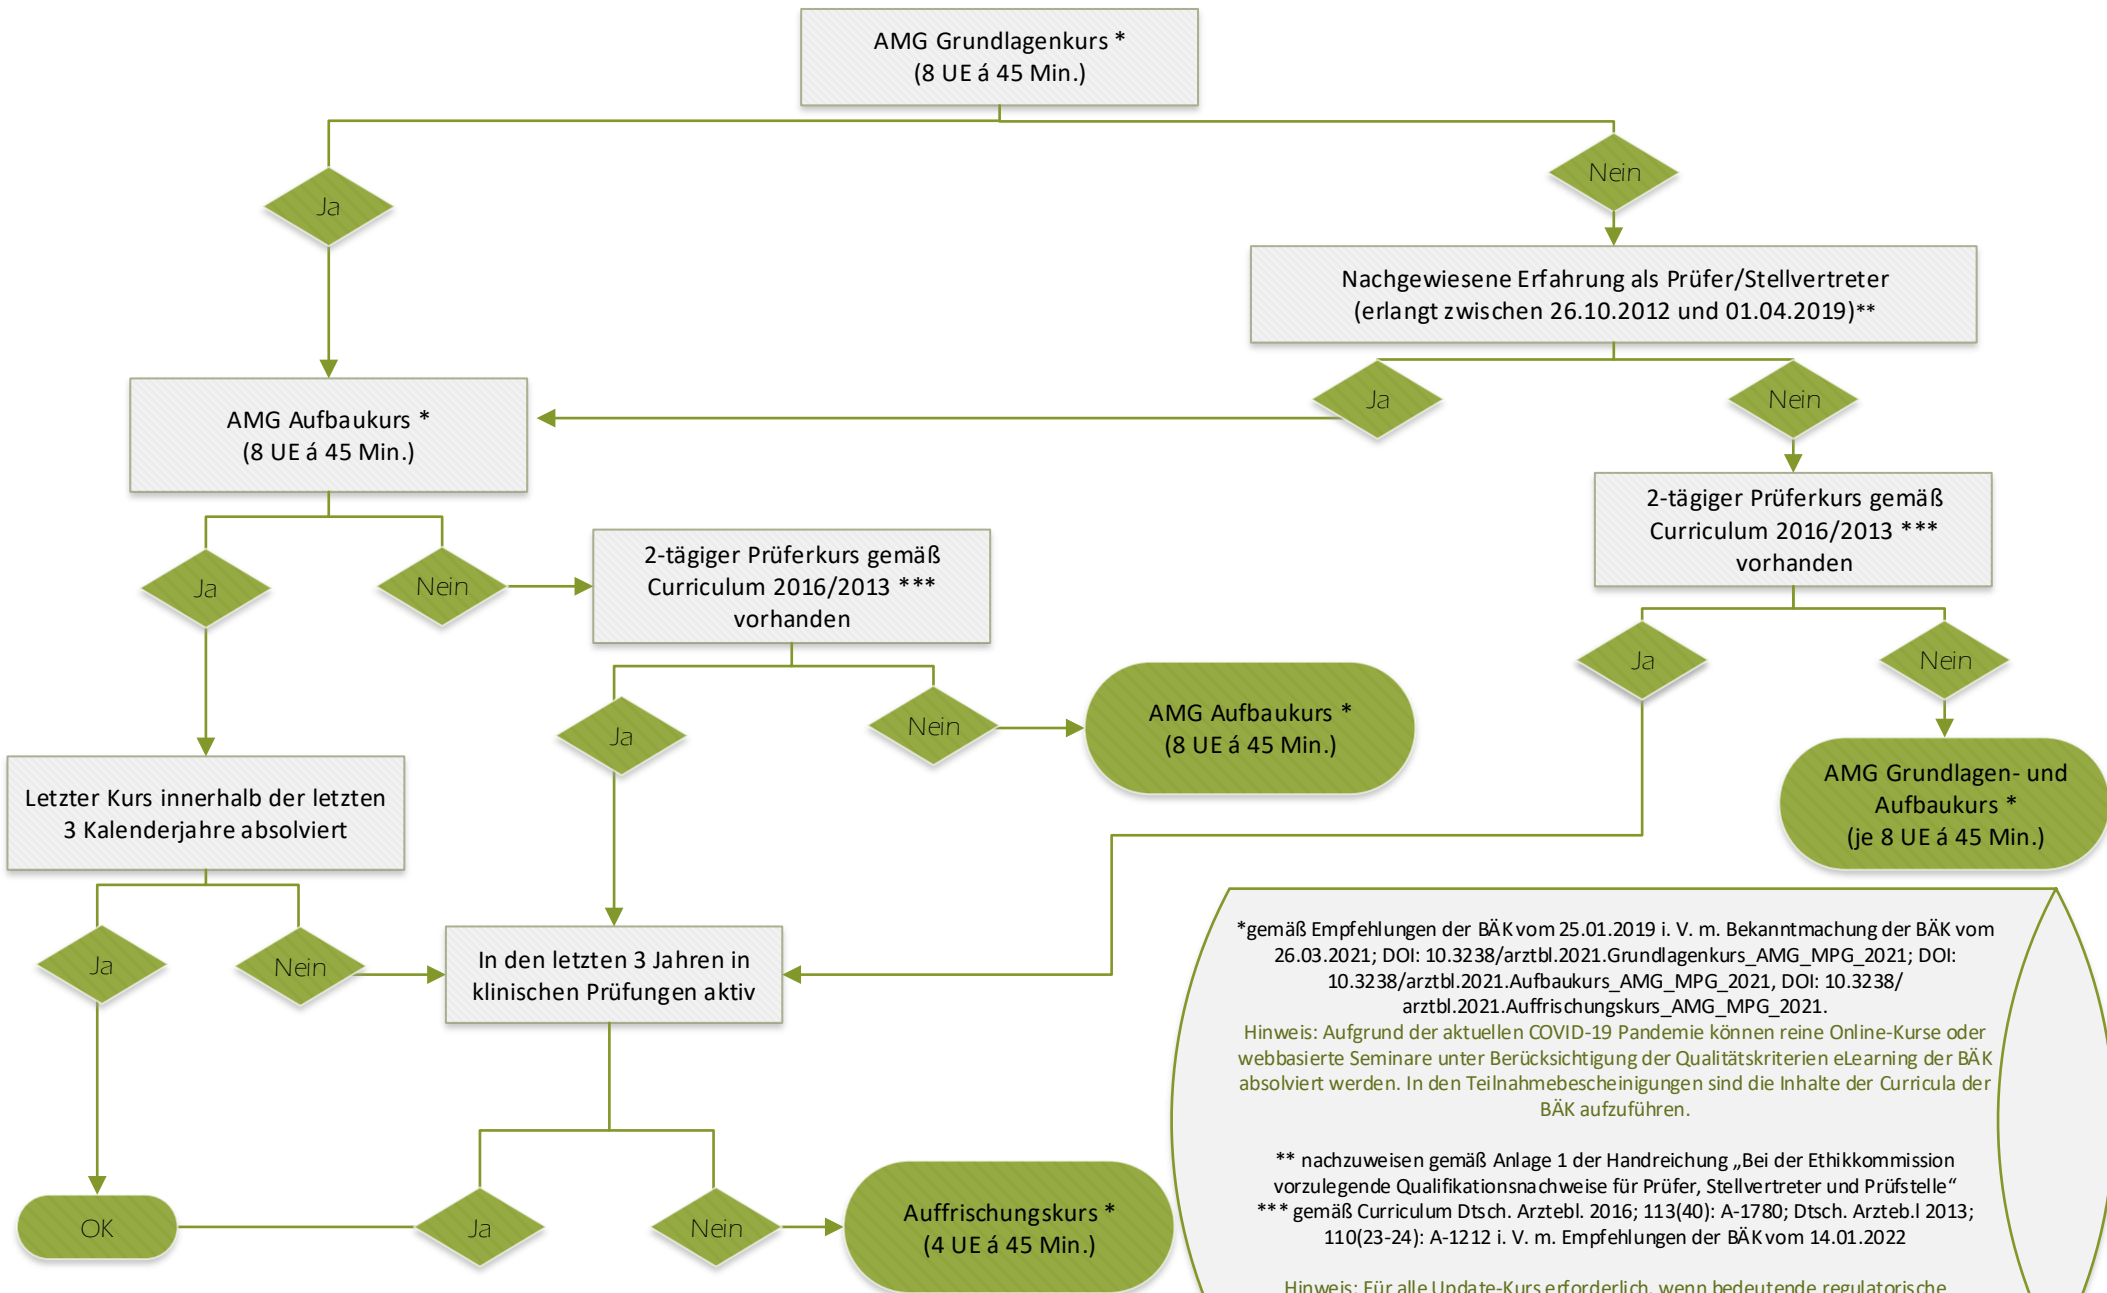 AMG Grundlagenkurs *
(8 UE á 45 Min.)
Ja
Nein
Nachgewiesene Erfahrung als Prüfer/Stellvertreter
(erlangt zwischen 26.10.2012 und 01.04.2019)**
Ja
Nein
AMG Aufbaukurs *
(8 UE á 45 Min.)
2-tägiger Prüferkurs gemäß
Curriculum 2016/2013 ***
vorhanden
Ja
Nein
2-tägiger Prüferkurs gemäß
Curriculum 2016/2013 ***
vorhanden
Ja
Nein
Ja
Nein
AMG Aufbaukurs *
(8 UE á 45 Min.)
AMG Grundlagen- und
Aufbaukurs *
(je 8 UE á 45 Min.)
Letzter Kurs innerhalb der letzten
3 Kalenderjahre absolviert
Ja
Nein
In den letzten 3 Jahren in
klinischen Prüfungen aktiv
OK
Ja
Nein
Auffrischungskurs *
(4 UE á 45 Min.)
*gemäß Empfehlungen der BÄK vom 25.01.2019 i. V. m. Bekanntmachung der BÄK vom
26.03.2021; DOI: 10.3238/arztbl.2021.Grundlagenkurs_AMG_MPG_2021; DOI:
10.3238/arztbl.2021.Aufbaukurs_AMG_MPG_2021, DOI: 10.3238/
arztbl.2021.Auffrischungskurs_AMG_MPG_2021.
Hinweis: Aufgrund der aktuellen COVID-19 Pandemie können reine Online-Kurse oder
webbasierte Seminare unter Berücksichtigung der Qualitätskriterien eLearning der BÄK
absolviert werden. In den Teilnahmebescheinigungen sind die Inhalte der Curricula der
BÄK aufzuführen.
** nachzuweisen gemäß Anlage 1 der Handreichung „Bei der Ethikkommission
vorzulegende Qualifikationsnachweise für Prüfer, Stellvertreter und Prüfstelle“
*** gemäß Curriculum Dtsch. Arztebl. 2016; 113(40): A-1780; Dtsch. Arzteb.l 2013;
110(23-24): A-1212 i. V. m. Empfehlungen der BÄK vom 14.01.2022
Hinweis: Für alle Update-Kurs erforderlich, wenn bedeutende regulatorische